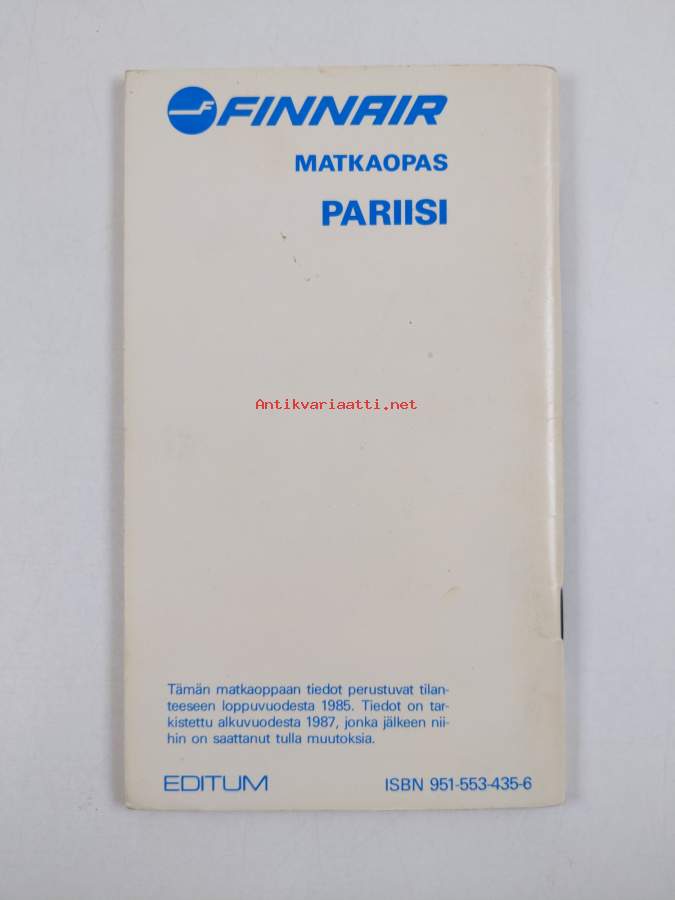 FINNAIR
MATKAOPAS
PARIISI
Antikvariaatti.net
Tämän matkaoppaan tiedot perustuvat tilan-
teeseen loppuvuodesta 1985. Tiedot on tar-
kistettu alkuvuodesta 1987, jonka jälkeen nii-
hin on saattanut tulla muutoksia.
EDITUM ISBN 951-553-435-6